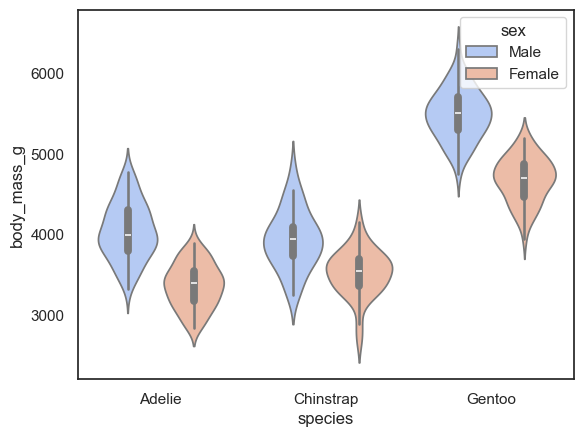 sex
Male
Female
6000
5000
4000
3000
body_mass_g
Adelie
Chinstrap
Gentoo
species